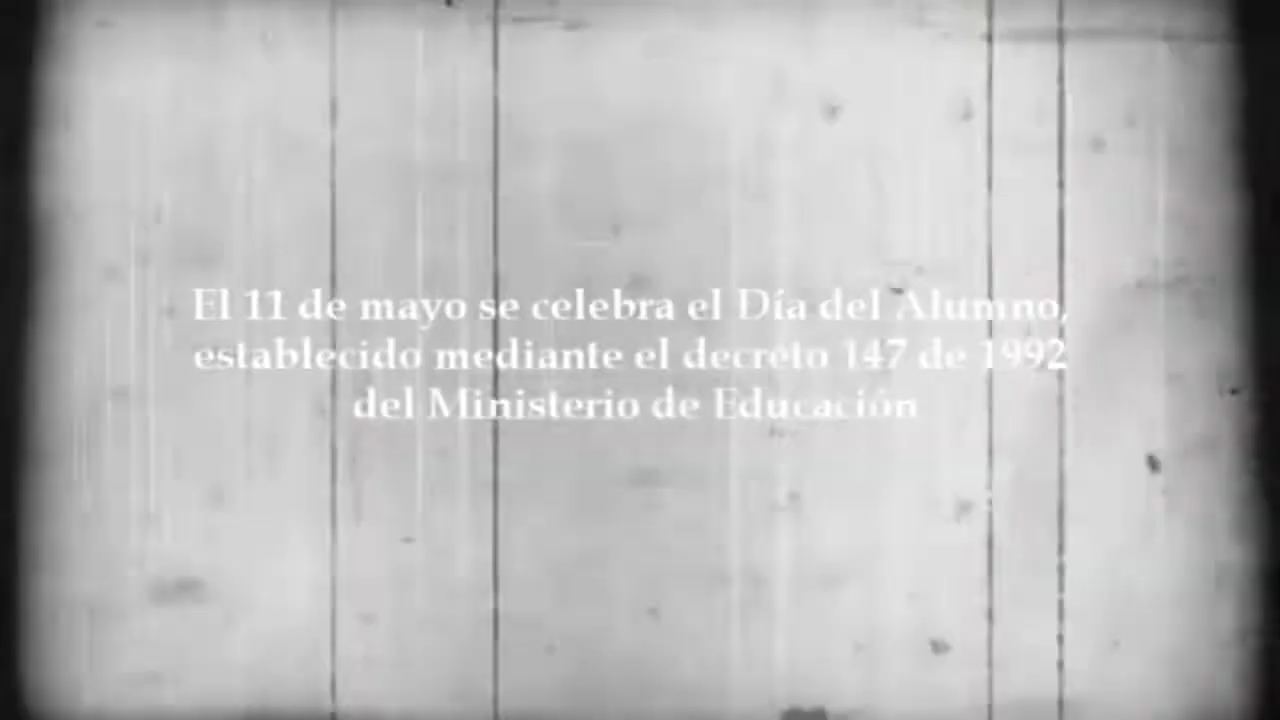 El 11 de mayo se celebra el Día del Alumno,
establecido mediante el decreto 147 de 1992
del Ministerio de Educación